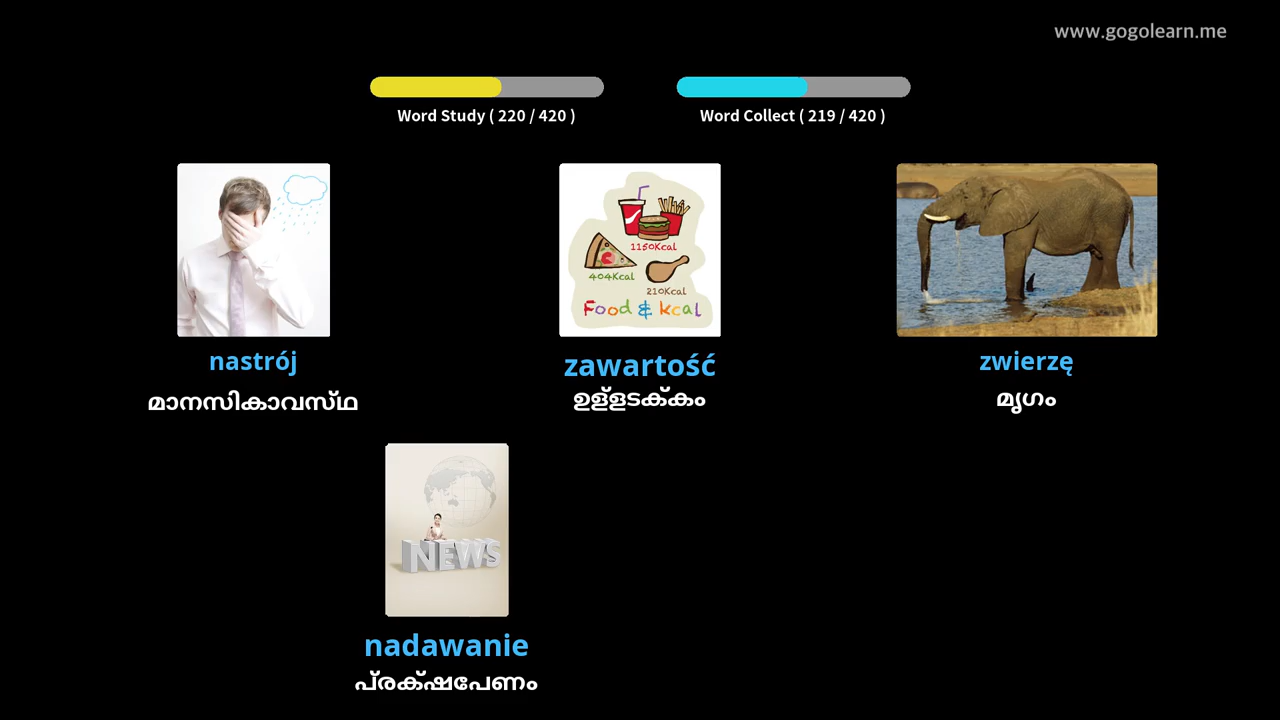 www.gogolearn.me
Word Study ( 220 / 420 )
Word Collect ( 219 / 420 )
1150Kcal
404Kcal
210Kcal
Food & kcal
nastrój
zawartość
zwierzę
മാനസികാവസ്ഥ
ഉള്ളടക്കം
മൃഗം
NEWS
nadawanie
പ്രക്ഷപേണം